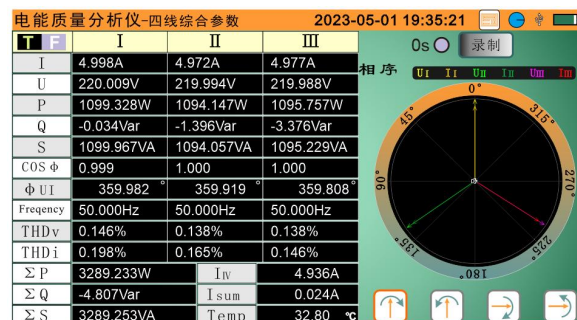 电能质量分析仪-四线综合参数 2023-05-01 19:35:21
T F I II III
I 4.998A 4.972A 4.977A
U 220.009V 219.994V 219.988V
P 1099.328W 1094.147W 1095.757W
Q -0.034Var -1.396Var -3.376Var
S 1099.967VA 1094.057VA 1095.229VA
COSΦ 0.999 1.000 1.000
ΦUI 359.982° 359.919° 359.808°
Freqency 50.000Hz 50.000Hz 50.000Hz
THDv 0.146% 0.138% 0.138%
THDi 0.198% 0.165% 0.146%
ΣP 3289.233W IIV 4.936A
ΣQ -4.807Var Isum 0.024A
ΣS 3289.253VA Temp 32.80 ℃
0s 录制
相序 UI II UII III UIII IIII
0°
45°
315°
90°
270°
135°
225°
180°